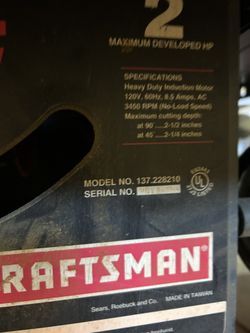 2
MAXIMUM DEVELOPED HP
SPECIFICATIONS
Heavy Duty Induction Motor
120V, 60Hz, 8.5 Amps, AC
3450 RPM (No-Load Speed)
Maximum cutting depth:
at 90°...2-1/2 inches
at 45°...2-1/4 inches
MODEL NO. 137.228210
SERIAL NO.
UL
RAFTSMAN
Sears, Roebuck and Co. MADE IN TAIWAN